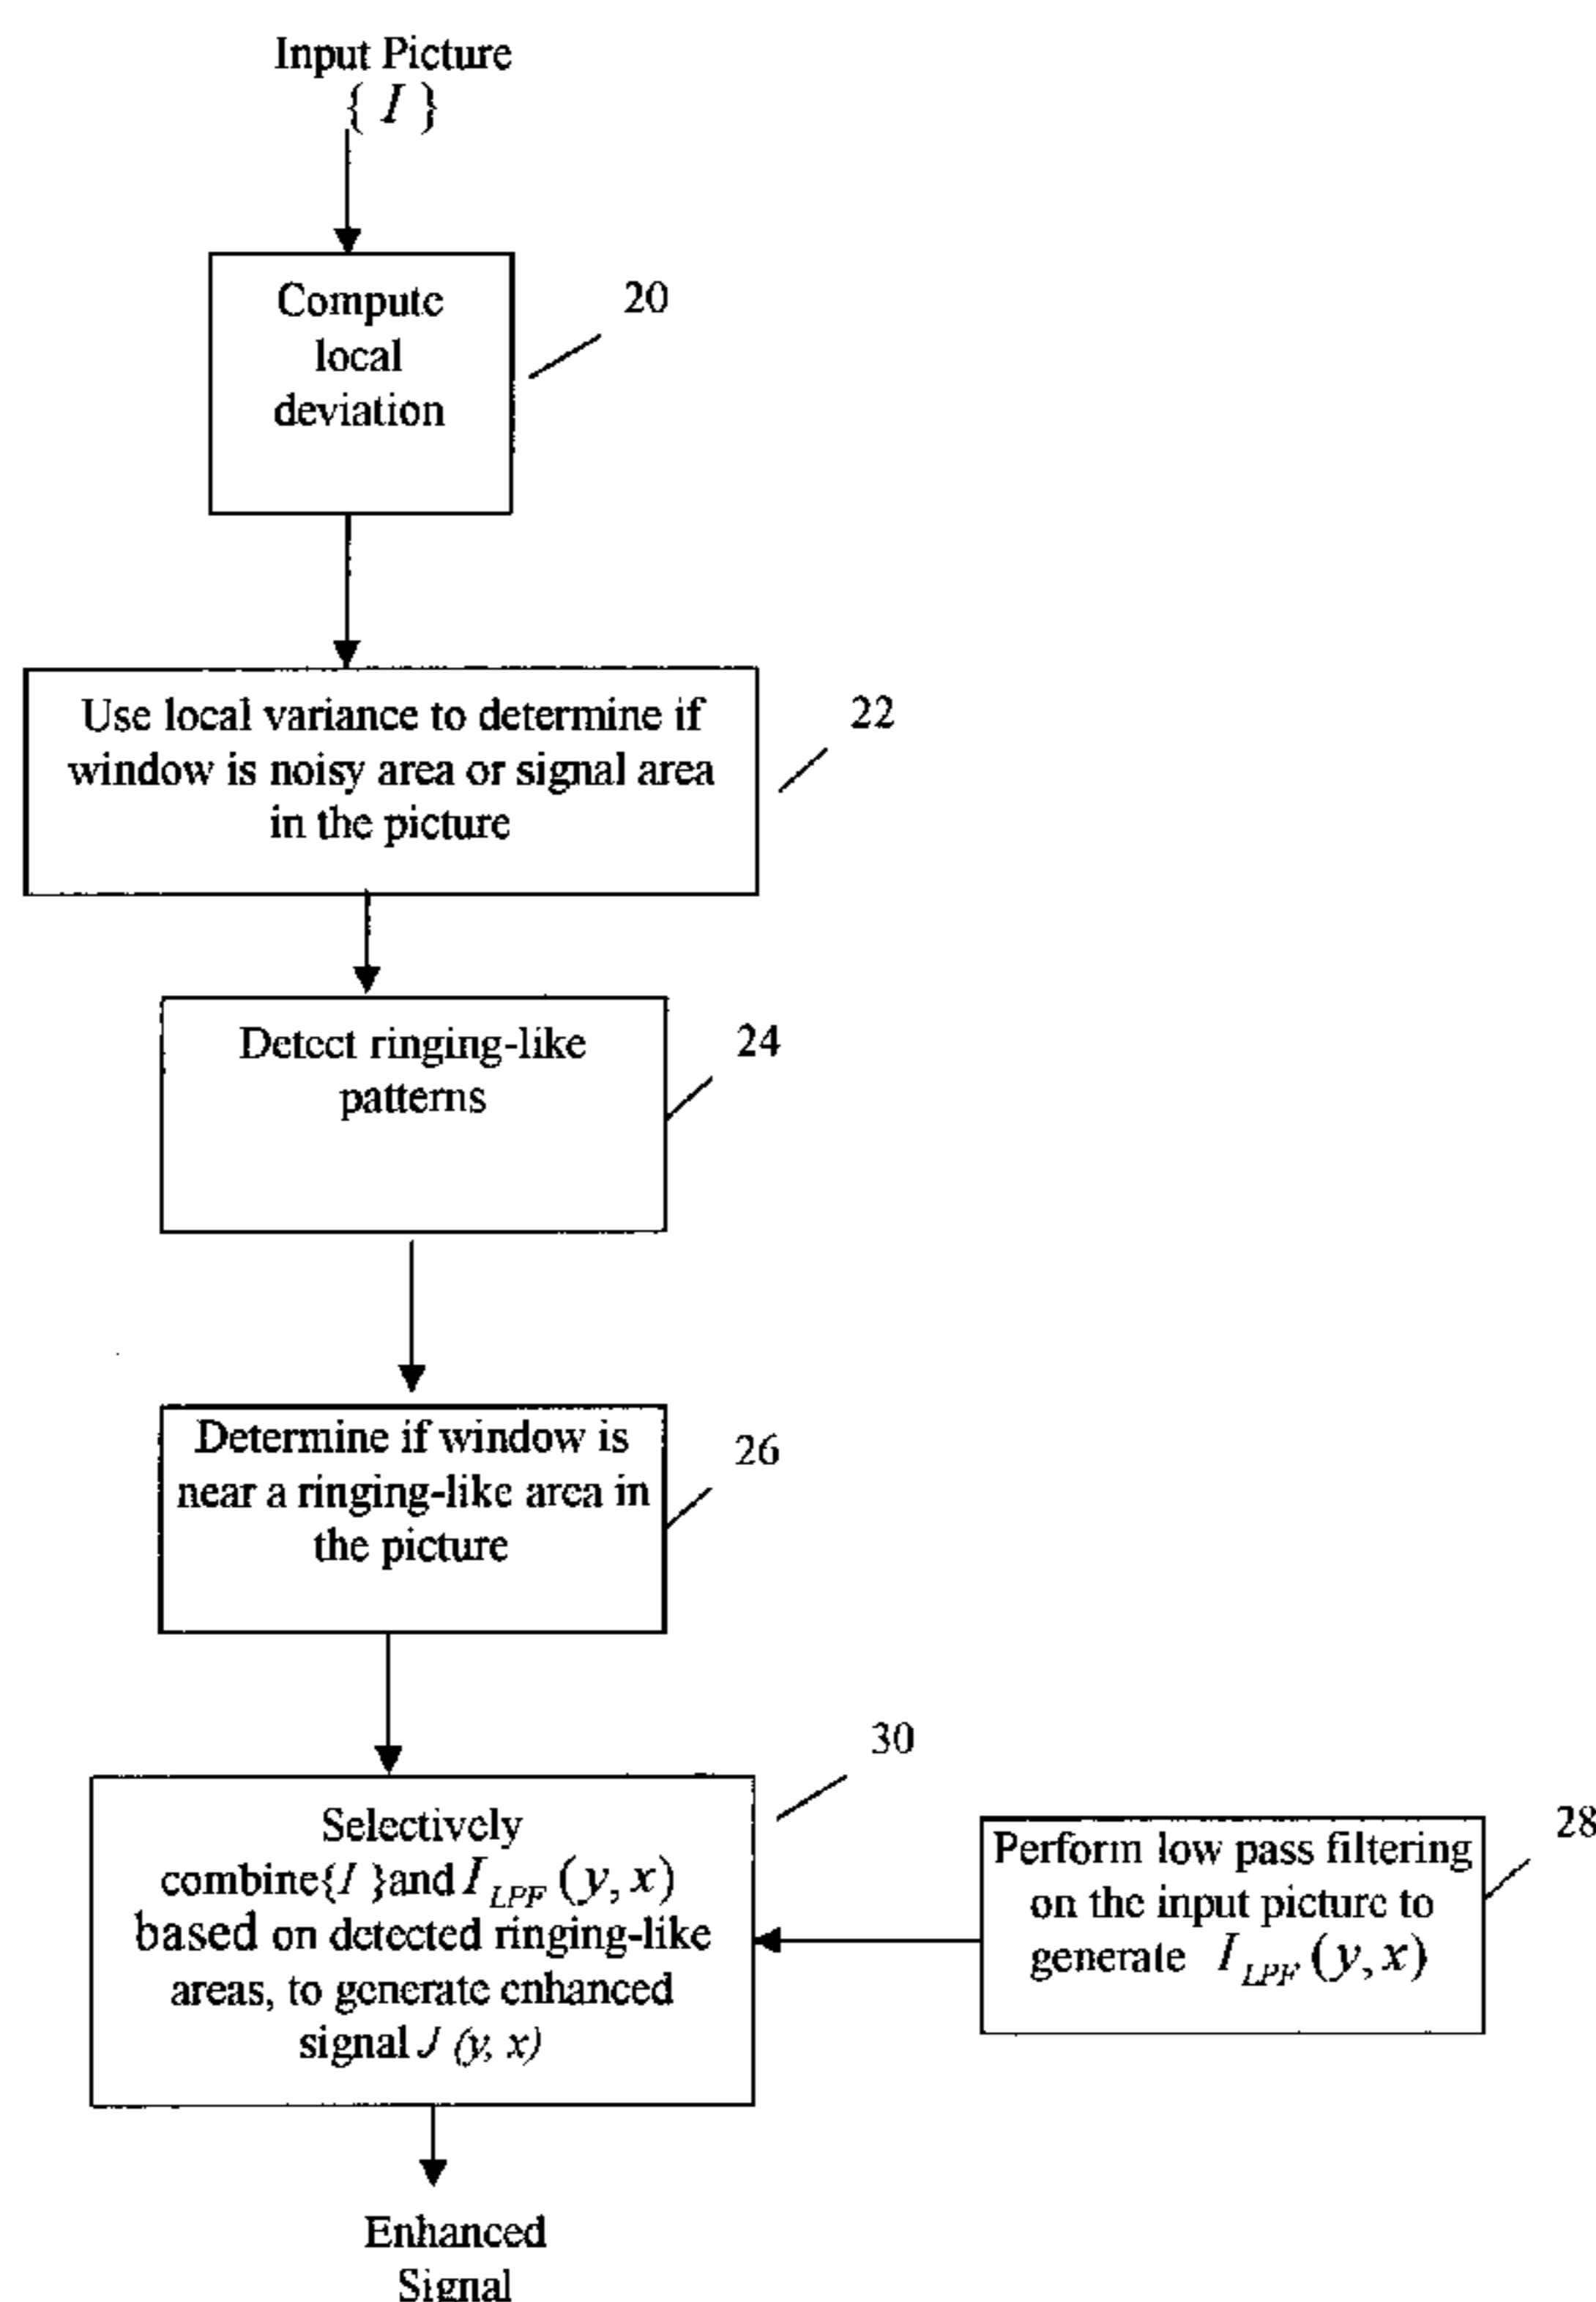 Input Picture
{ I }
Compute
local
deviation
20
Use local variance to determine if
window is noisy area or signal area
in the picture
22
Detect ringing-like
patterns
24
Determine if window is
near a ringing-like area in
the picture
26
30
Selectively
combine{I }and I LPF (y, x)
based on detected ringing-like
areas, to generate enhanced
signal J (y, x)
28
Perform low pass filtering
on the input picture to
generate I LPF (y, x)
Enhanced
Signal